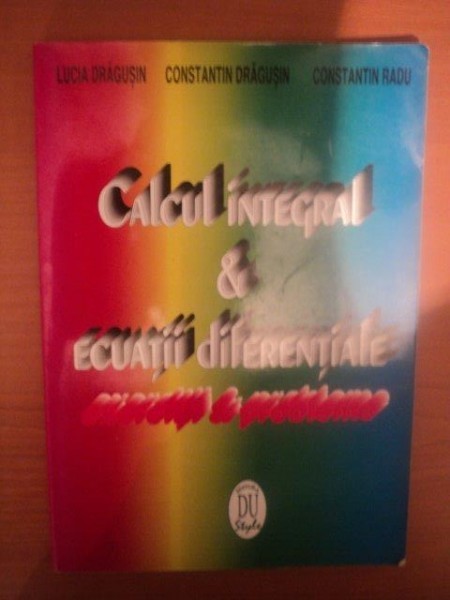 LUCIA DRĂGUȘIN CONSTANTIN DRĂGUȘIN CONSTANTIN RADU
CALCUL INTEGRAL
&
ECUAȚII diferențiale
exerciții & probleme
DU
Style